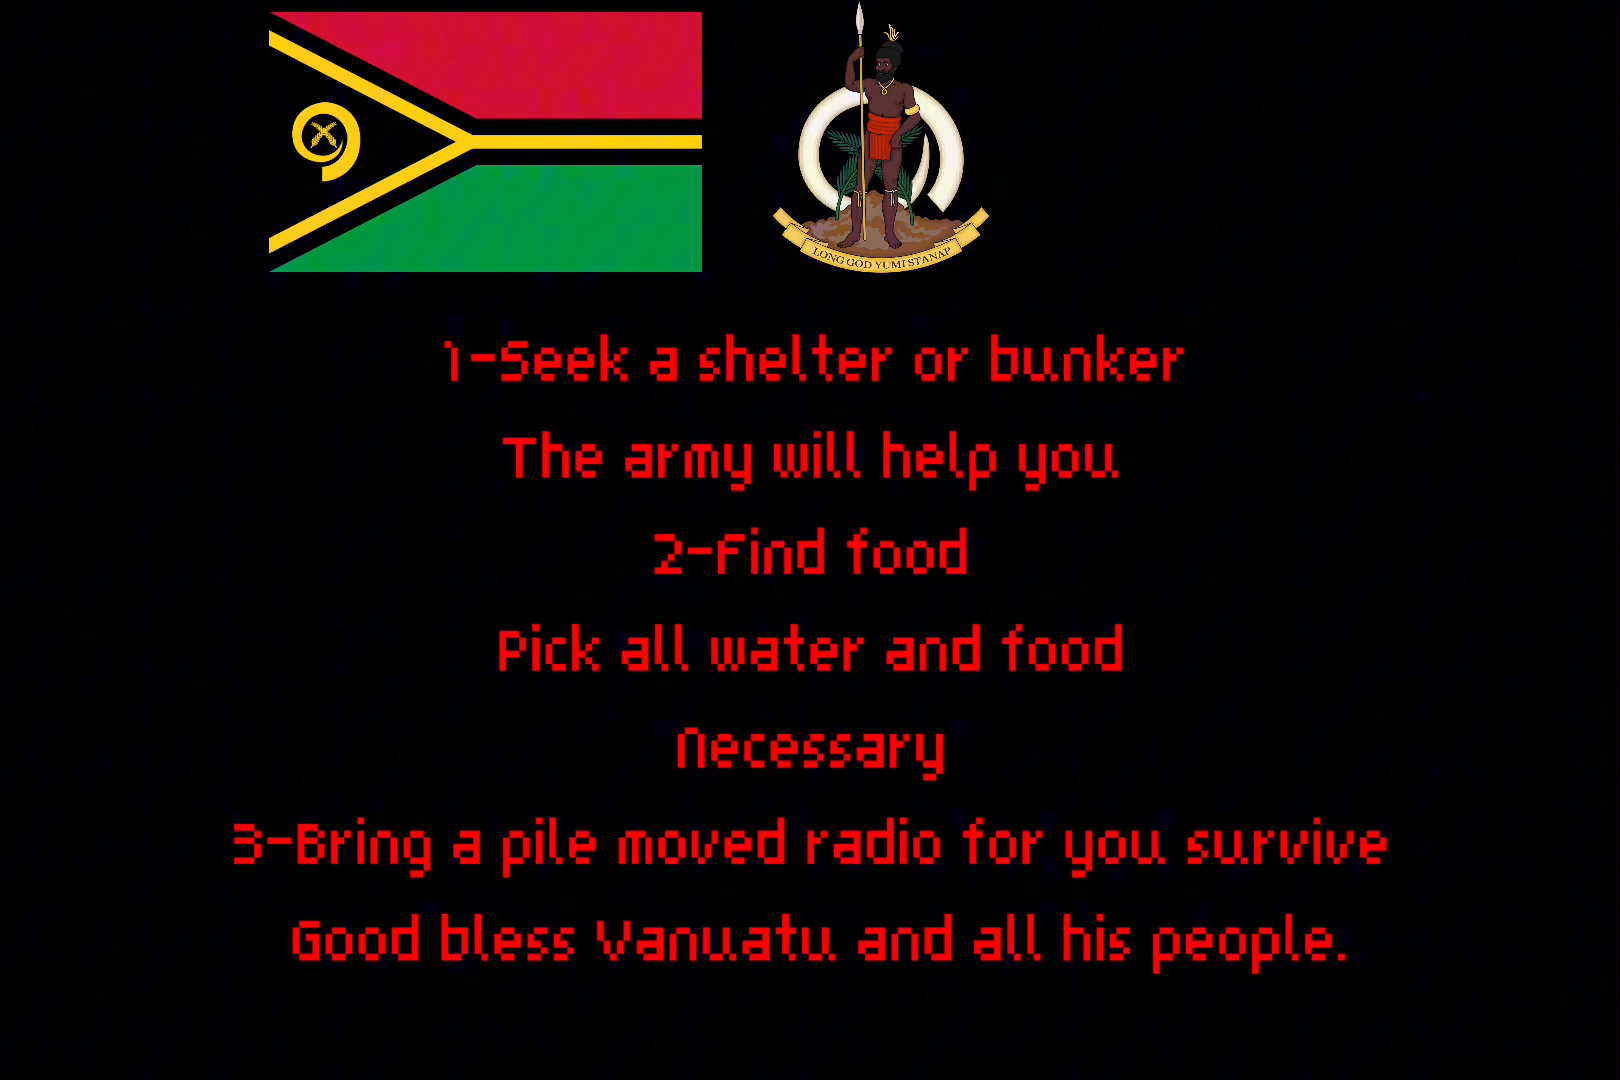 LONG GOD YUMI STANAP
1-Seek a shelter or bunker
The army will help you
2-Find food
Pick all water and food
Necessary
3-Bring a pile moved radio for you survive
Good bless Vanuatu and all his people.